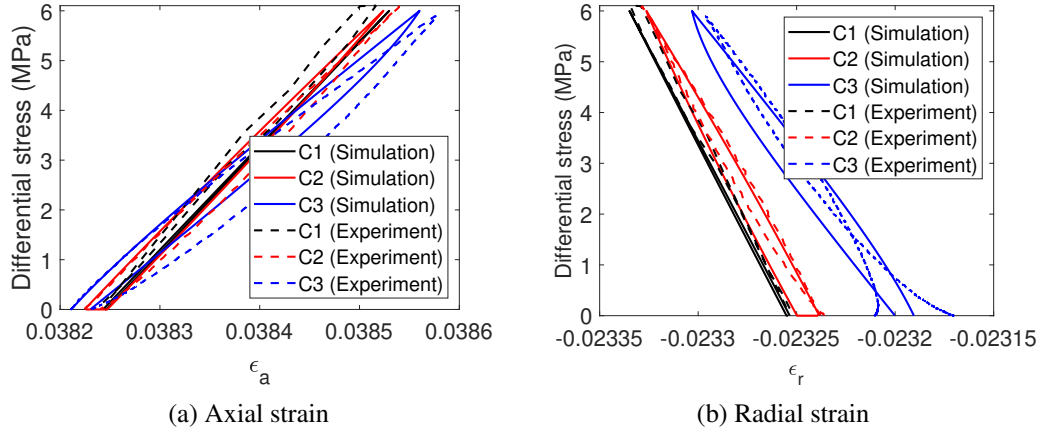 6
5
4
3
2
1
0
Differential stress (MPa)
0.0382
0.0383
0.0384
0.0385
0.0386
ϵa
C1 (Simulation)
C2 (Simulation)
C3 (Simulation)
C1 (Experiment)
C2 (Experiment)
C3 (Experiment)
(a) Axial strain
6
5
4
3
2
1
0
Differential stress (MPa)
-0.02335
-0.0233
-0.02325
-0.0232
-0.02315
ϵr
C1 (Simulation)
C2 (Simulation)
C3 (Simulation)
C1 (Experiment)
C2 (Experiment)
C3 (Experiment)
(b) Radial strain